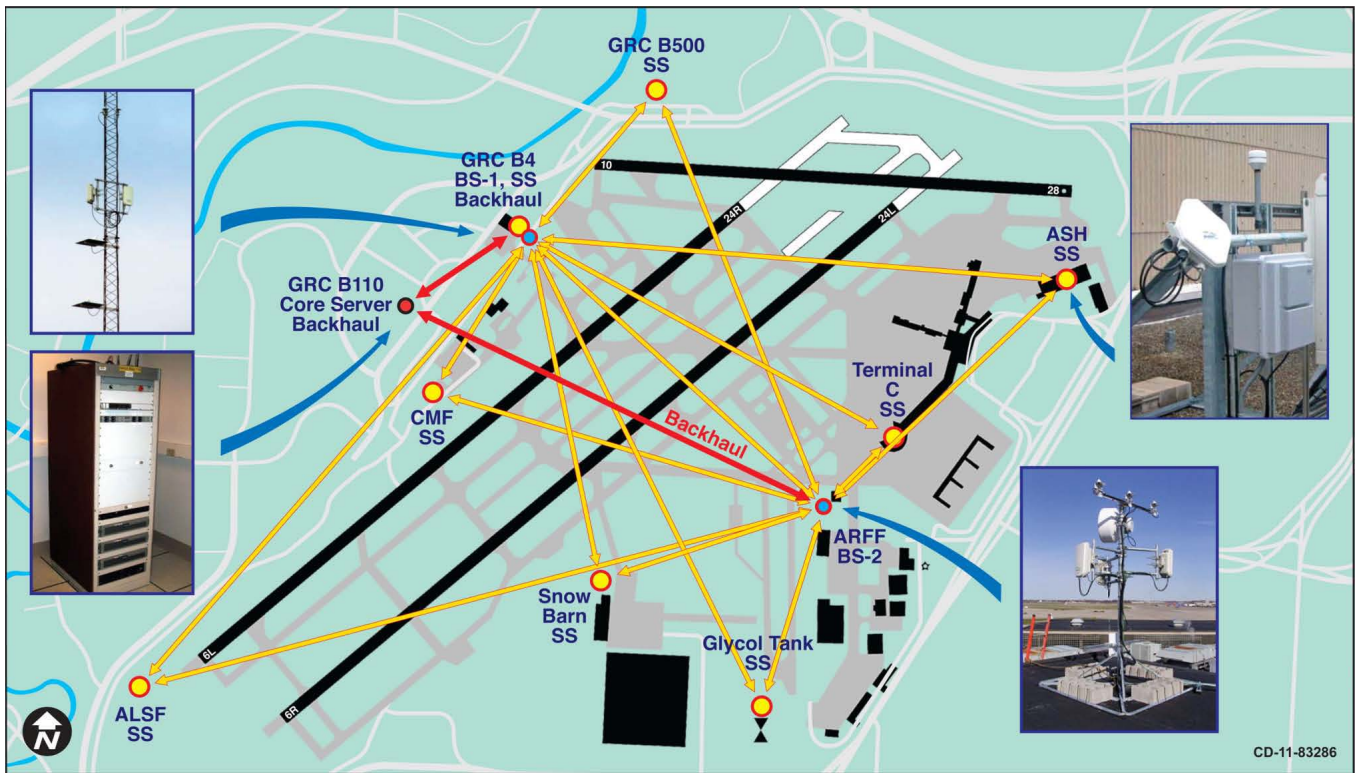 GRC B500
SS
GRC B4
BS-1, SS
Backhaul
10
28
24R
24L
ASH
SS
GRC B110
Core Server
Backhaul
Terminal
C
SS
CMF
SS
Backhaul
ARFF
BS-2
Snow
Barn
SS
Glycol Tank
SS
6L
6R
ALSF
SS
N
CD-11-83286